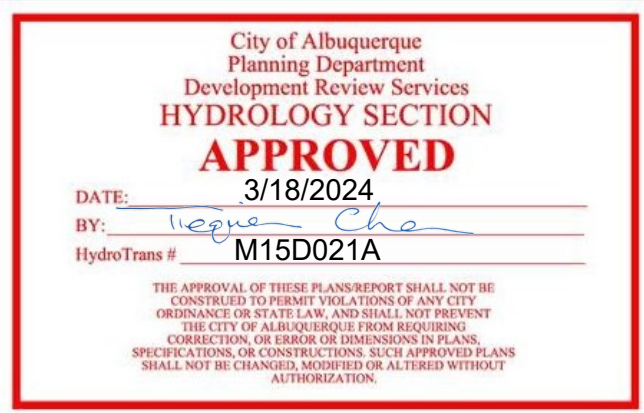 City of Albuquerque
Planning Department
Development Review Services
HYDROLOGY SECTION
APPROVED
DATE: 3/18/2024
BY:
HydroTrans # M15D021A
THE APPROVAL OF THESE PLANS/REPORT SHALL NOT BE
CONSTRUED TO PERMIT VIOLATIONS OF ANY CITY
ORDINANCE OR STATE LAW, AND SHALL NOT PREVENT
THE CITY OF ALBUQUERQUE FROM REQUIRING
CORRECTION, OR ERROR OR DIMENSIONS IN PLANS,
SPECIFICATIONS, OR CONSTRUCTIONS. SUCH APPROVED PLANS
SHALL NOT BE CHANGED, MODIFIED OR ALTERED WITHOUT
AUTHORIZATION.